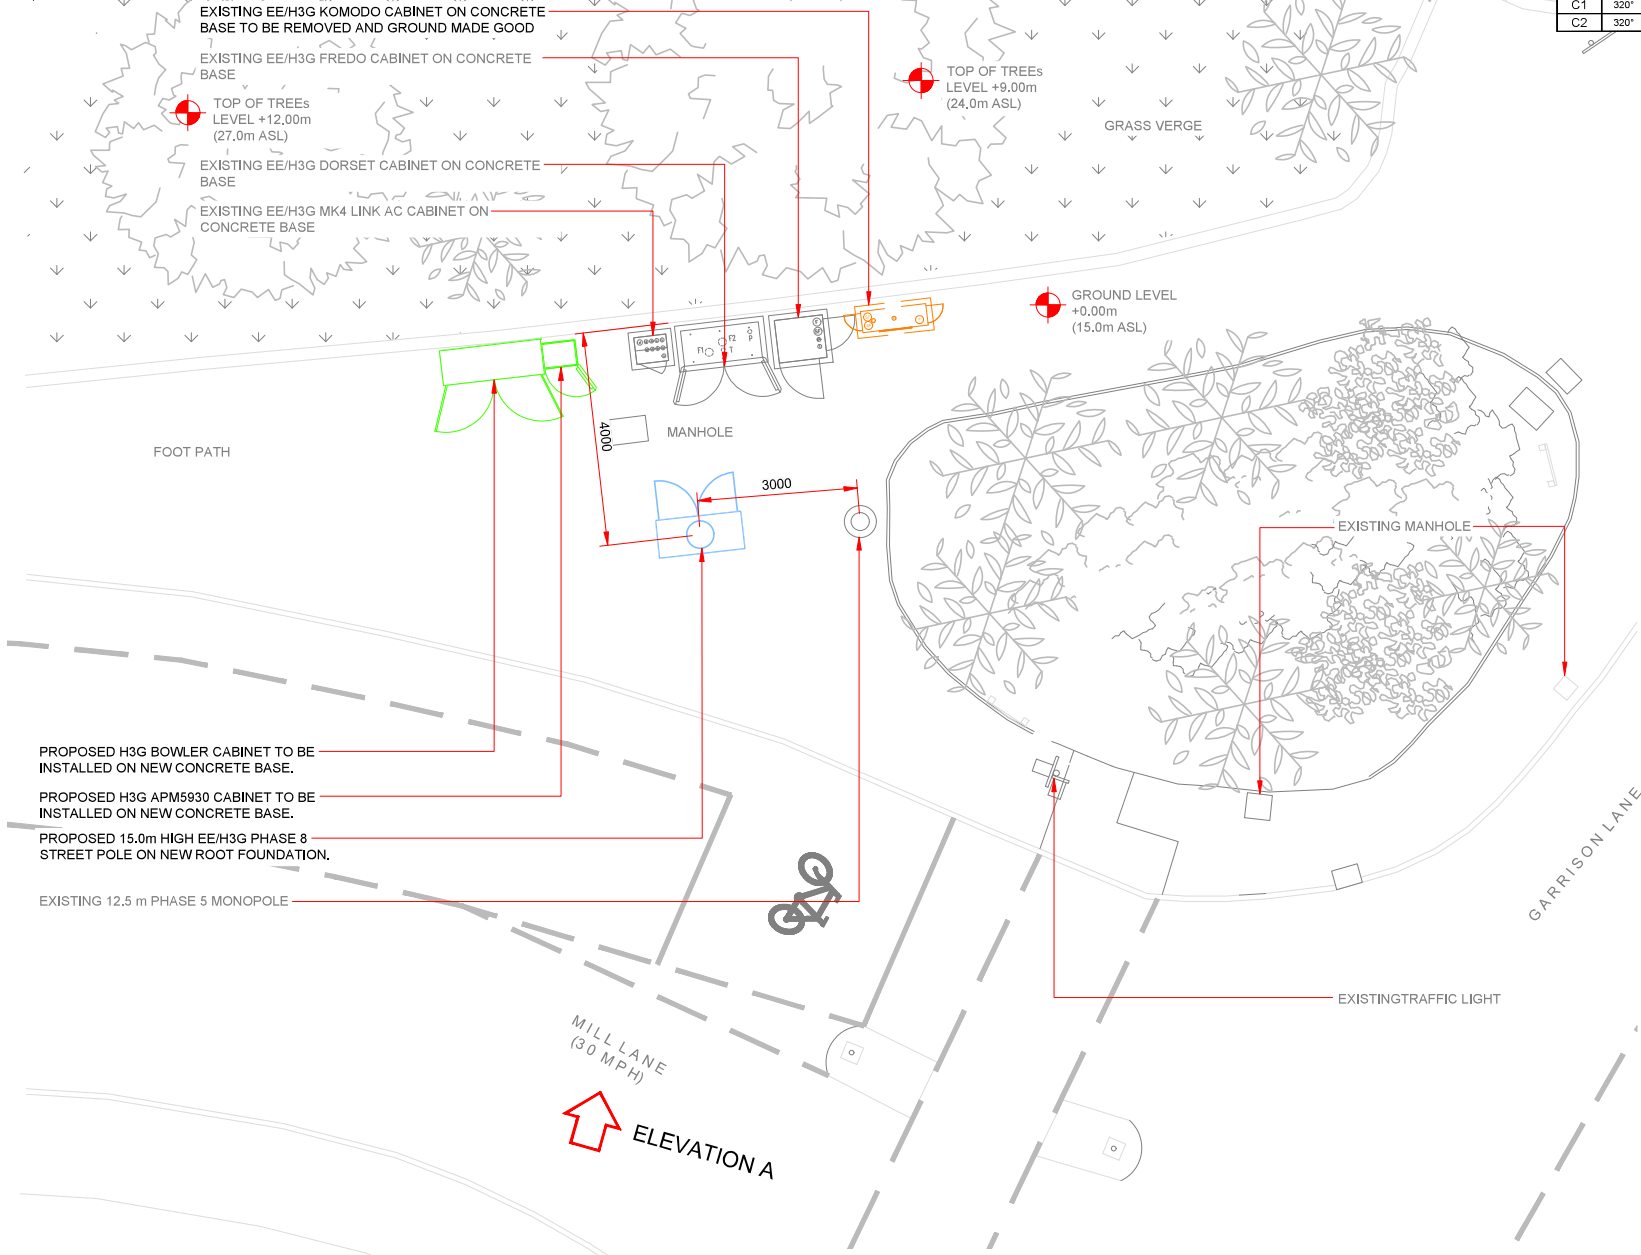 EXISTING EE/H3G KOMODO CABINET ON CONCRETE
BASE TO BE REMOVED AND GROUND MADE GOOD
C1 320°
C2 320°
EXISTING EE/H3G FREDO CABINET ON CONCRETE
BASE
TOP OF TREEs
LEVEL +9.00m
(24.0m ASL)
TOP OF TREEs
LEVEL +12.00m
(27.0m ASL)
GRASS VERGE
EXISTING EE/H3G DORSET CABINET ON CONCRETE
BASE
EXISTING EE/H3G MK4 LINK AC CABINET ON
CONCRETE BASE
GROUND LEVEL
+0.00m
(15.0m ASL)
F1
F2
P
T
4000
MANHOLE
FOOT PATH
3000
EXISTING MANHOLE
PROPOSED H3G BOWLER CABINET TO BE
INSTALLED ON NEW CONCRETE BASE.
PROPOSED H3G APM5930 CABINET TO BE
INSTALLED ON NEW CONCRETE BASE.
PROPOSED 15.0m HIGH EE/H3G PHASE 8
STREET POLE ON NEW ROOT FOUNDATION.
EXISTING 12.5 m PHASE 5 MONOPOLE
GARRISON LANE
EXISTINGTRAFFIC LIGHT
MILL LANE
(30 MPH)
ELEVATION A